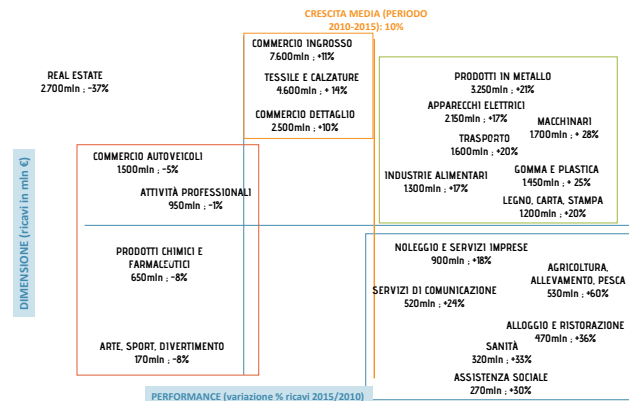 CRESCITA MEDIA (PERIODO
2010-2015): 10%
COMMERCIO INGROSSO
7.600mln ; +11%
TESSILE E CALZATURE
4.600mln ; + 14%
COMMERCIO DETTAGLIO
2.500mln ; +10%
REAL ESTATE
2.700mln ; -37%
PRODOTTI IN METALLO
3.250mln ; +21%
APPARECCHI ELETTRICI
2.150mln ; +17%
MACCHINARI
1.700mln ; + 28%
TRASPORTO
1.600mln ; +20%
INDUSTRIE ALIMENTARI
1.300mln ; +17%
GOMMA E PLASTICA
1.450mln ; + 25%
LEGNO, CARTA, STAMPA
1.200mln ; +20%
COMMERCIO AUTOVEICOLI
1.500mln ; -5%
ATTIVITÀ PROFESSIONALI
950mln ; -1%
PRODOTTI CHIMICI E
FARMACEUTICI
650mln ; -8%
ARTE, SPORT, DIVERTIMENTO
170mln ; -8%
NOLEGGIO E SERVIZI IMPRESE
900mln ; +18%
AGRICOLTURA,
ALLEVAMENTO, PESCA
530mln ; +60%
SERVIZI DI COMUNICAZIONE
520mln ; +24%
ALLOGGIO E RISTORAZIONE
470mln ; +36%
SANITÀ
320mln ; +33%
ASSISTENZA SOCIALE
270mln ; +30%
DIMENSIONE (ricavi in mln €)
PERFORMANCE (variazione % ricavi 2015/2010)